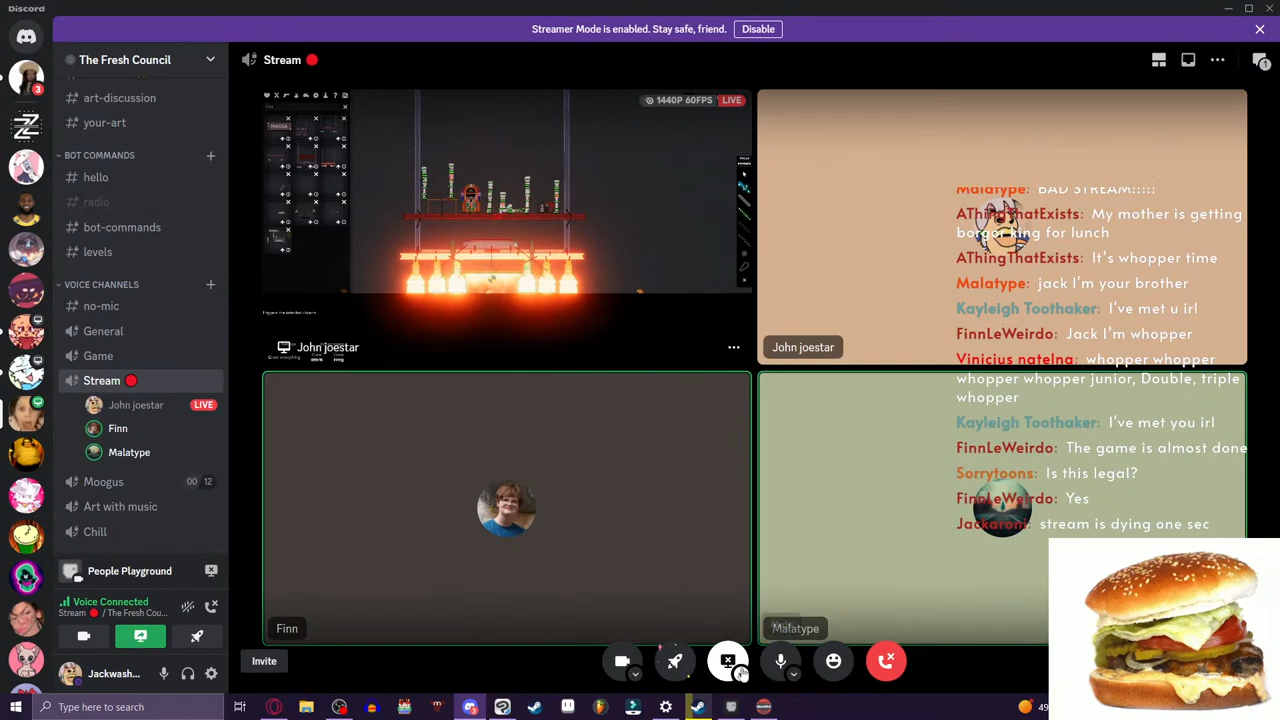 Discord
Streamer Mode is enabled. Stay safe, friend.
Disable
The Fresh Council
Stream
1
3
art-discussion
your-art
BOT COMMANDS
hello
radio
bot-commands
levels
VOICE CHANNELS
no-mic
General
Game
Stream
John joestar
LIVE
Finn
Malatype
Mogus
00 12
Art with music
Chill
People Playground
Voice Connected
Stream / The Fresh Cou...
Jackwash...
1440P 60FPS
LIVE
John joestar
John joestar
Finn
Malatype
Invite
Malatype: BAD STREAM!!!!!
AThingThatExists: My mother is getting
borgor king for lunch
AThingThatExists: It’s whopper time
Malatype: jack I'm your brother
Kayleigh Toothaker: I've met u irl
FinnLeWeirdo: Jack I’m whopper
Vinicius natelna: whopper whopper
whopper whopper junior, Double, triple
whopper
Kayleigh Toothaker: I've met you irl
FinnLeWeirdo: The game is almost done
Sorrytoons: Is this legal?
FinnLeWeirdo: Yes
Jackaroni: stream is dying one sec
Type here to search
3